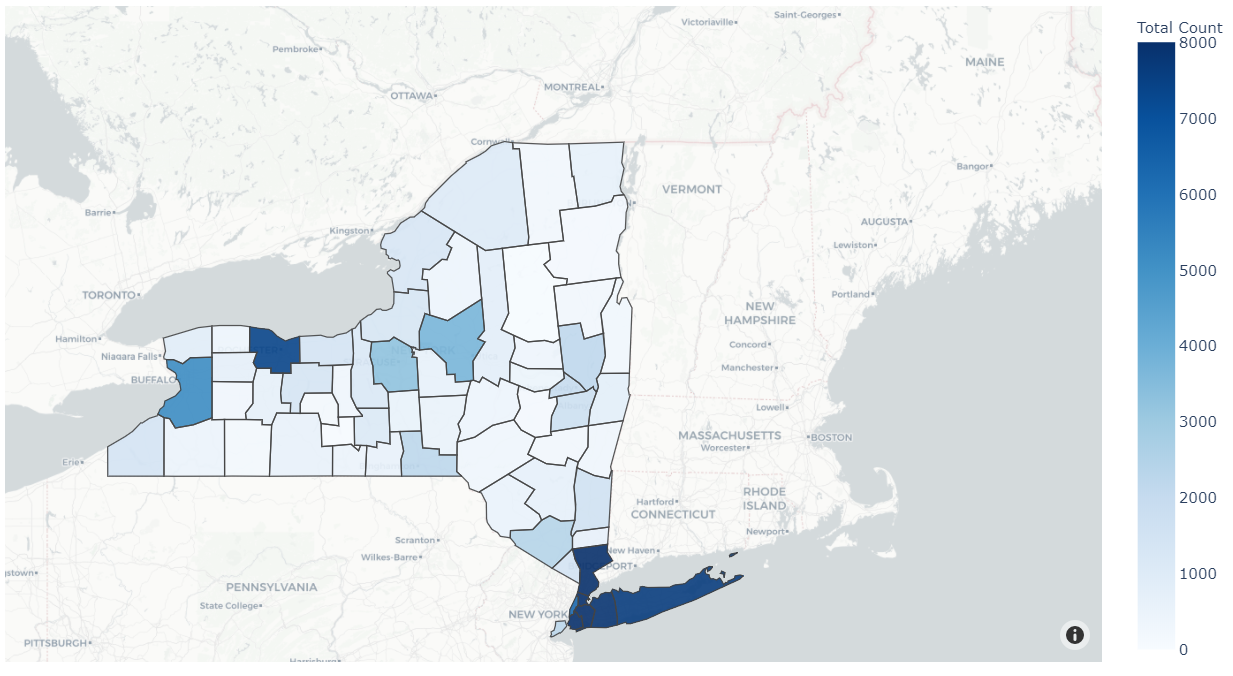 Victoriaville
Saint-Georges
Total Count
8000
Pembroke
MAINE
OTTAWA
MONTREAL
7000
Cornwall
Bangor
VERMONT
6000
Barrie
Kingston
AUGUSTA
Lewiston
5000
TORONTO
Portland
NEW
HAMPSHIRE
Hamilton
Concord
4000
Niagara Falls
Manchester
BUFFALO
Lowell
3000
MASSACHUSETTS
BOSTON
Worcester
Erie
RHODE
ISLAND
2000
Hartford
CONNECTICUT
Newport
Scranton
New Haven
Wilkes-Barre
1000
PENNSYLVANIA
State College
NEW YORK
PITTSBURGH
Harrisburg
0